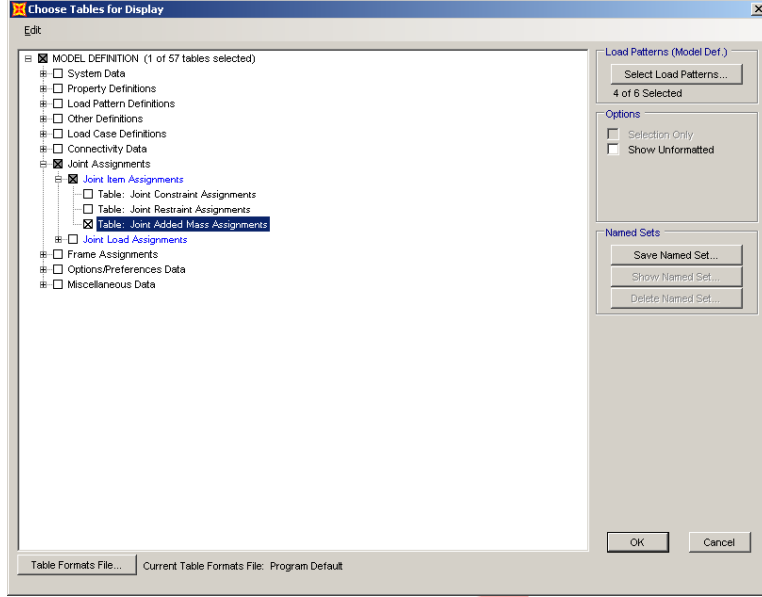 Choose Tables for Display
Edit
MODEL DEFINITION (1 of 57 tables selected)
System Data
Property Definitions
Load Pattern Definitions
Other Definitions
Load Case Definitions
Connectivity Data
Joint Assignments
Joint Item Assignments
Table: Joint Constraint Assignments
Table: Joint Restraint Assignments
Table: Joint Added Mass Assignments
Joint Load Assignments
Frame Assignments
Options/Preferences Data
Miscellaneous Data
Load Patterns (Model Def.)
Select Load Patterns...
4 of 6 Selected
Options
Selection Only
Show Unformatted
Named Sets
Save Named Set...
Show Named Set...
Delete Named Set...
OK Cancel
Table Formats File... Current Table Formats File: Program Default